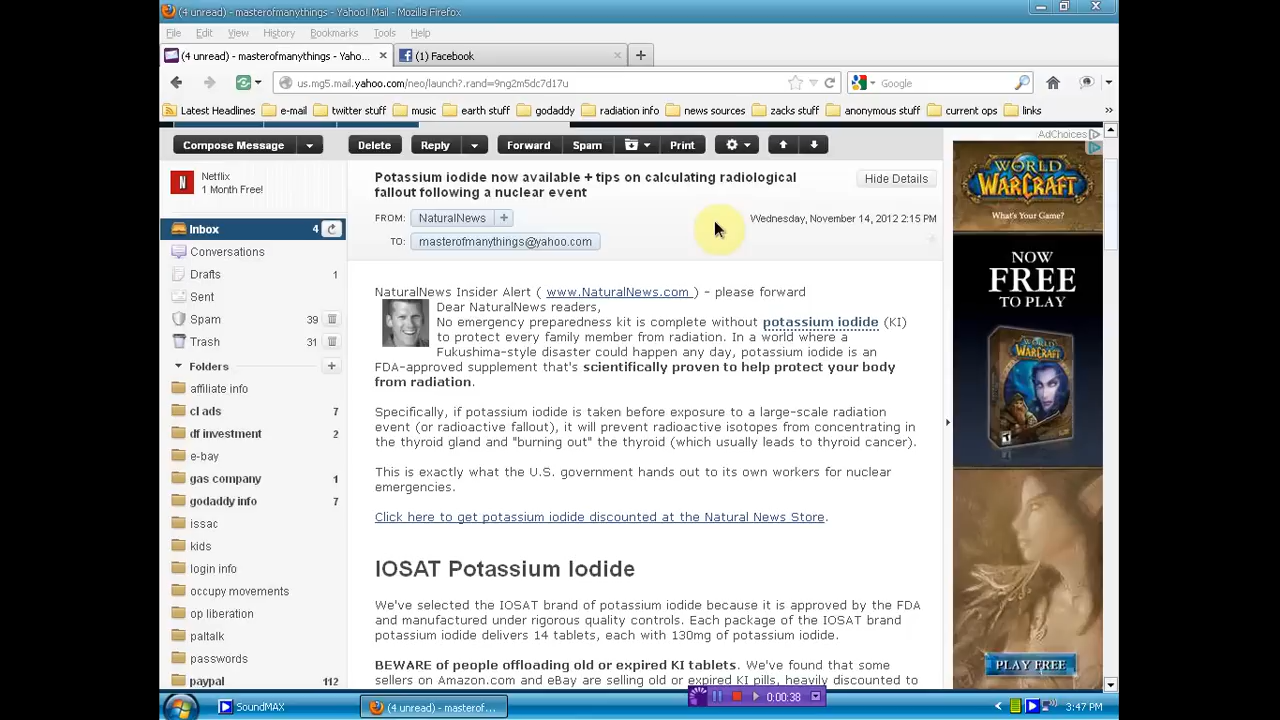 (4 unread) - masterofmanythings - Yahoo! Mail - Mozilla Firefox
File Edit View History Bookmarks Tools Help
(4 unread) - masterofmanythings - Yaho... (1) Facebook
us.mg5.mail.yahoo.com/neo/launch?.rand=9ng2m5dc7d17u Google
Latest Headlines e-mail twitter stuff music earth stuff godaddy radiation info news sources zacks stuff anonymous stuff current ops links
AdChoices
Compose Message Delete Reply Forward Spam Print
Netflix
1 Month Free!
Inbox 4
Conversations
Drafts 1
Sent
Spam 39
Trash 31
Folders
affiliate info
cl ads 7
df investment 2
e-bay
gas company 1
godaddy info 7
issac
kids
login info
occupy movements
op liberation
paltalk
passwords
paypal 112
Potassium iodide now available + tips on calculating radiological
fallout following a nuclear event
Hide Details
FROM: NaturalNews + Wednesday, November 14, 2012 2:15 PM
TO: masterofmanythings@yahoo.com
NaturalNews Insider Alert ( www.NaturalNews.com ) - please forward
Dear NaturalNews readers,
No emergency preparedness kit is complete without potassium iodide (KI)
to protect every family member from radiation. In a world where a
Fukushima-style disaster could happen any day, potassium iodide is an
FDA-approved supplement that's scientifically proven to help protect your body
from radiation.
Specifically, if potassium iodide is taken before exposure to a large-scale radiation
event (or radioactive fallout), it will prevent radioactive isotopes from concentrating in
the thyroid gland and "burning out" the thyroid (which usually leads to thyroid cancer).
This is exactly what the U.S. government hands out to its own workers for nuclear
emergencies.
Click here to get potassium iodide discounted at the Natural News Store.
IOSAT Potassium Iodide
We've selected the IOSAT brand of potassium iodide because it is approved by the FDA
and manufactured under rigorous quality controls. Each package of the IOSAT brand
potassium iodide delivers 14 tablets, each with 130mg of potassium iodide.
BEWARE of people offloading old or expired KI tablets. We've found that some
sellers on Amazon.com and eBay are selling old or expired KI pills, heavily discounted to
WORLD
OF
WARCRAFT
What's Your Game?
NOW
FREE
TO PLAY
PLAY FREE
SoundMAX (4 unread) - masterof... 0:00:38 3:47 PM